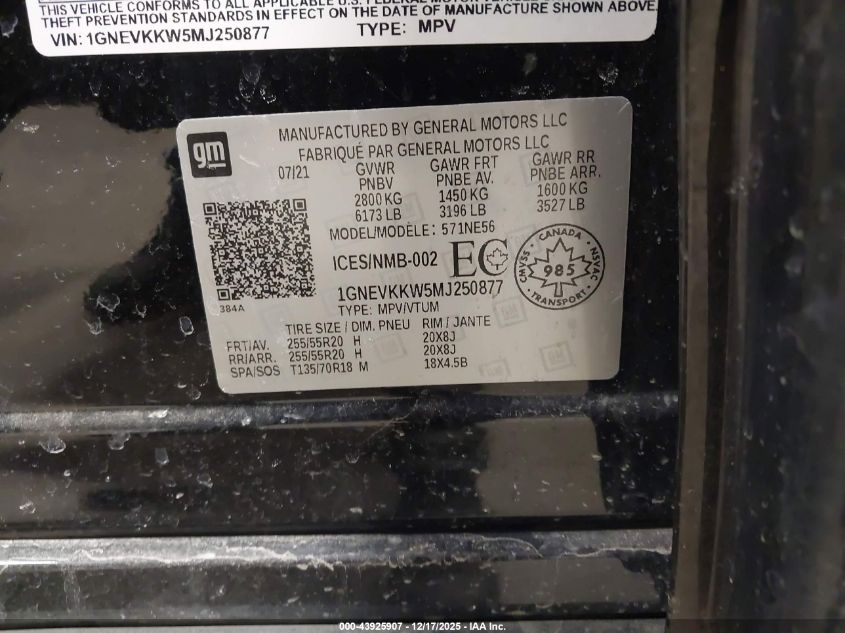 THIS VEHICLE CONFORMS TO ALL APPLICABLE U.S. FEDERAL MOTOR VEHICLE
THEFT PREVENTION STANDARDS IN EFFECT ON THE DATE OF MANUFACTURE SHOWN ABOVE.
VIN: 1GNEVKKW5MJ250877 TYPE: MPV
gm
MANUFACTURED BY GENERAL MOTORS LLC
FABRIQUÉ PAR GENERAL MOTORS LLC
07/21 GVWR GAWR FRT GAWR RR
PNBV PNBE AV. PNBE ARR.
2800 KG 1450 KG 1600 KG
6173 LB 3196 LB 3527 LB
MODEL/MODÈLE: 571NE56
ICES/NMB-002 EC
CANADA
CMVSS 985 NSVAC
TRANSPORT
384A
1GNEVKKW5MJ250877
TYPE: MPV/VTUM
TIRE SIZE / DIM. PNEU RIM / JANTE
FRT/AV. 255/55R20 H 20X8J
RR/ARR. 255/55R20 H 20X8J
SPA/SOS T135/70R18 M 18X4.5B
000-43925907 - 12/17/2025 - IAA Inc.